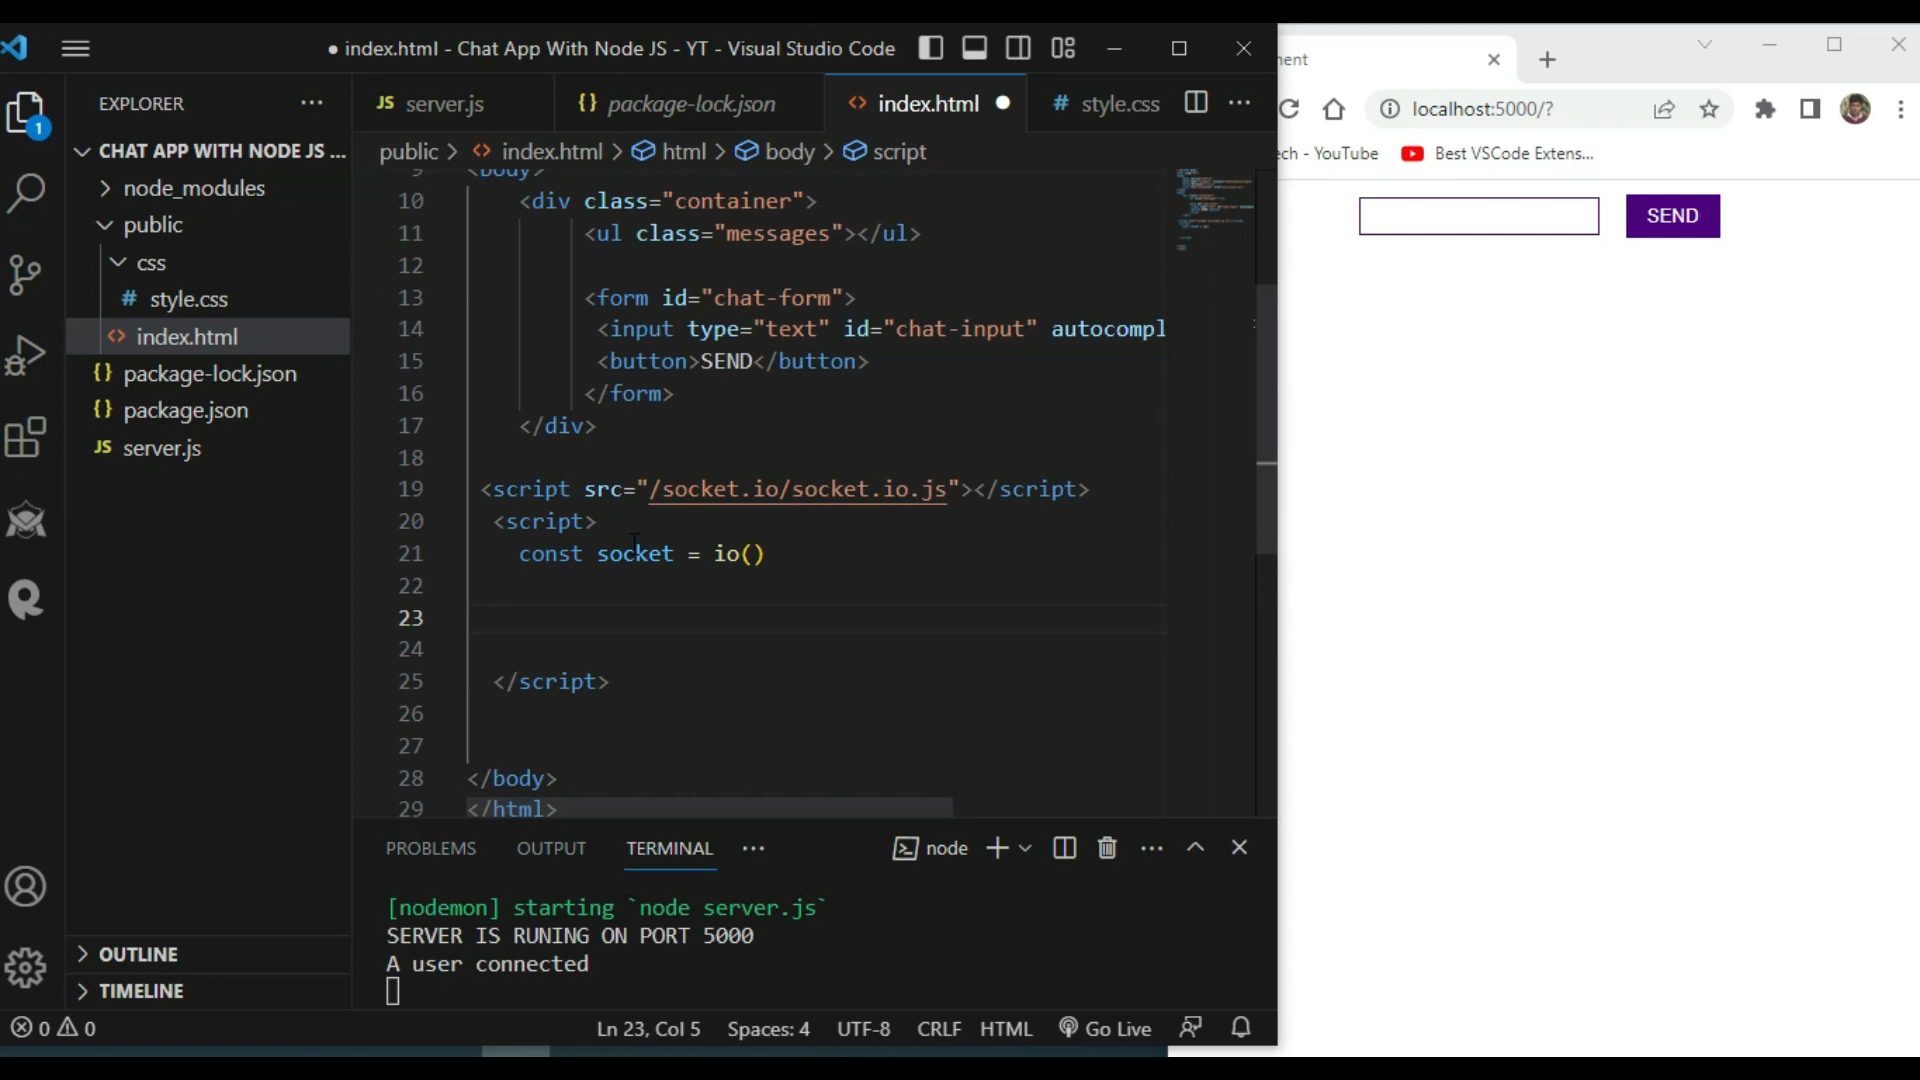 index.html - Chat App With Node JS - YT - Visual Studio Code
EXPLORER
1
CHAT APP WITH NODE JS ...
node_modules
public
css
# style.css
<> index.html
{} package-lock.json
{} package.json
JS server.js
OUTLINE
TIMELINE
JS server.js
{} package-lock.json
<> index.html
# style.css
public > <> index.html > html > body > script
9 <body>
10 <div class="container">
11 <ul class="messages"></ul>
12
13 <form id="chat-form">
14 <input type="text" id="chat-input" autocompl
15 <button>SEND</button>
16 </form>
17 </div>
18
19 <script src="/socket.io/socket.io.js"></script>
20 <script>
21 const socket = io()
22
23
24
25 </script>
26
27
28 </body>
29 </html>
PROBLEMS OUTPUT TERMINAL
node
[nodemon] starting `node server.js`
SERVER IS RUNING ON PORT 5000
A user connected
0 0
Ln 23, Col 5 Spaces: 4 UTF-8 CRLF HTML Go Live
nent
localhost:5000/?
ech - YouTube
Best VSCode Extens...
SEND